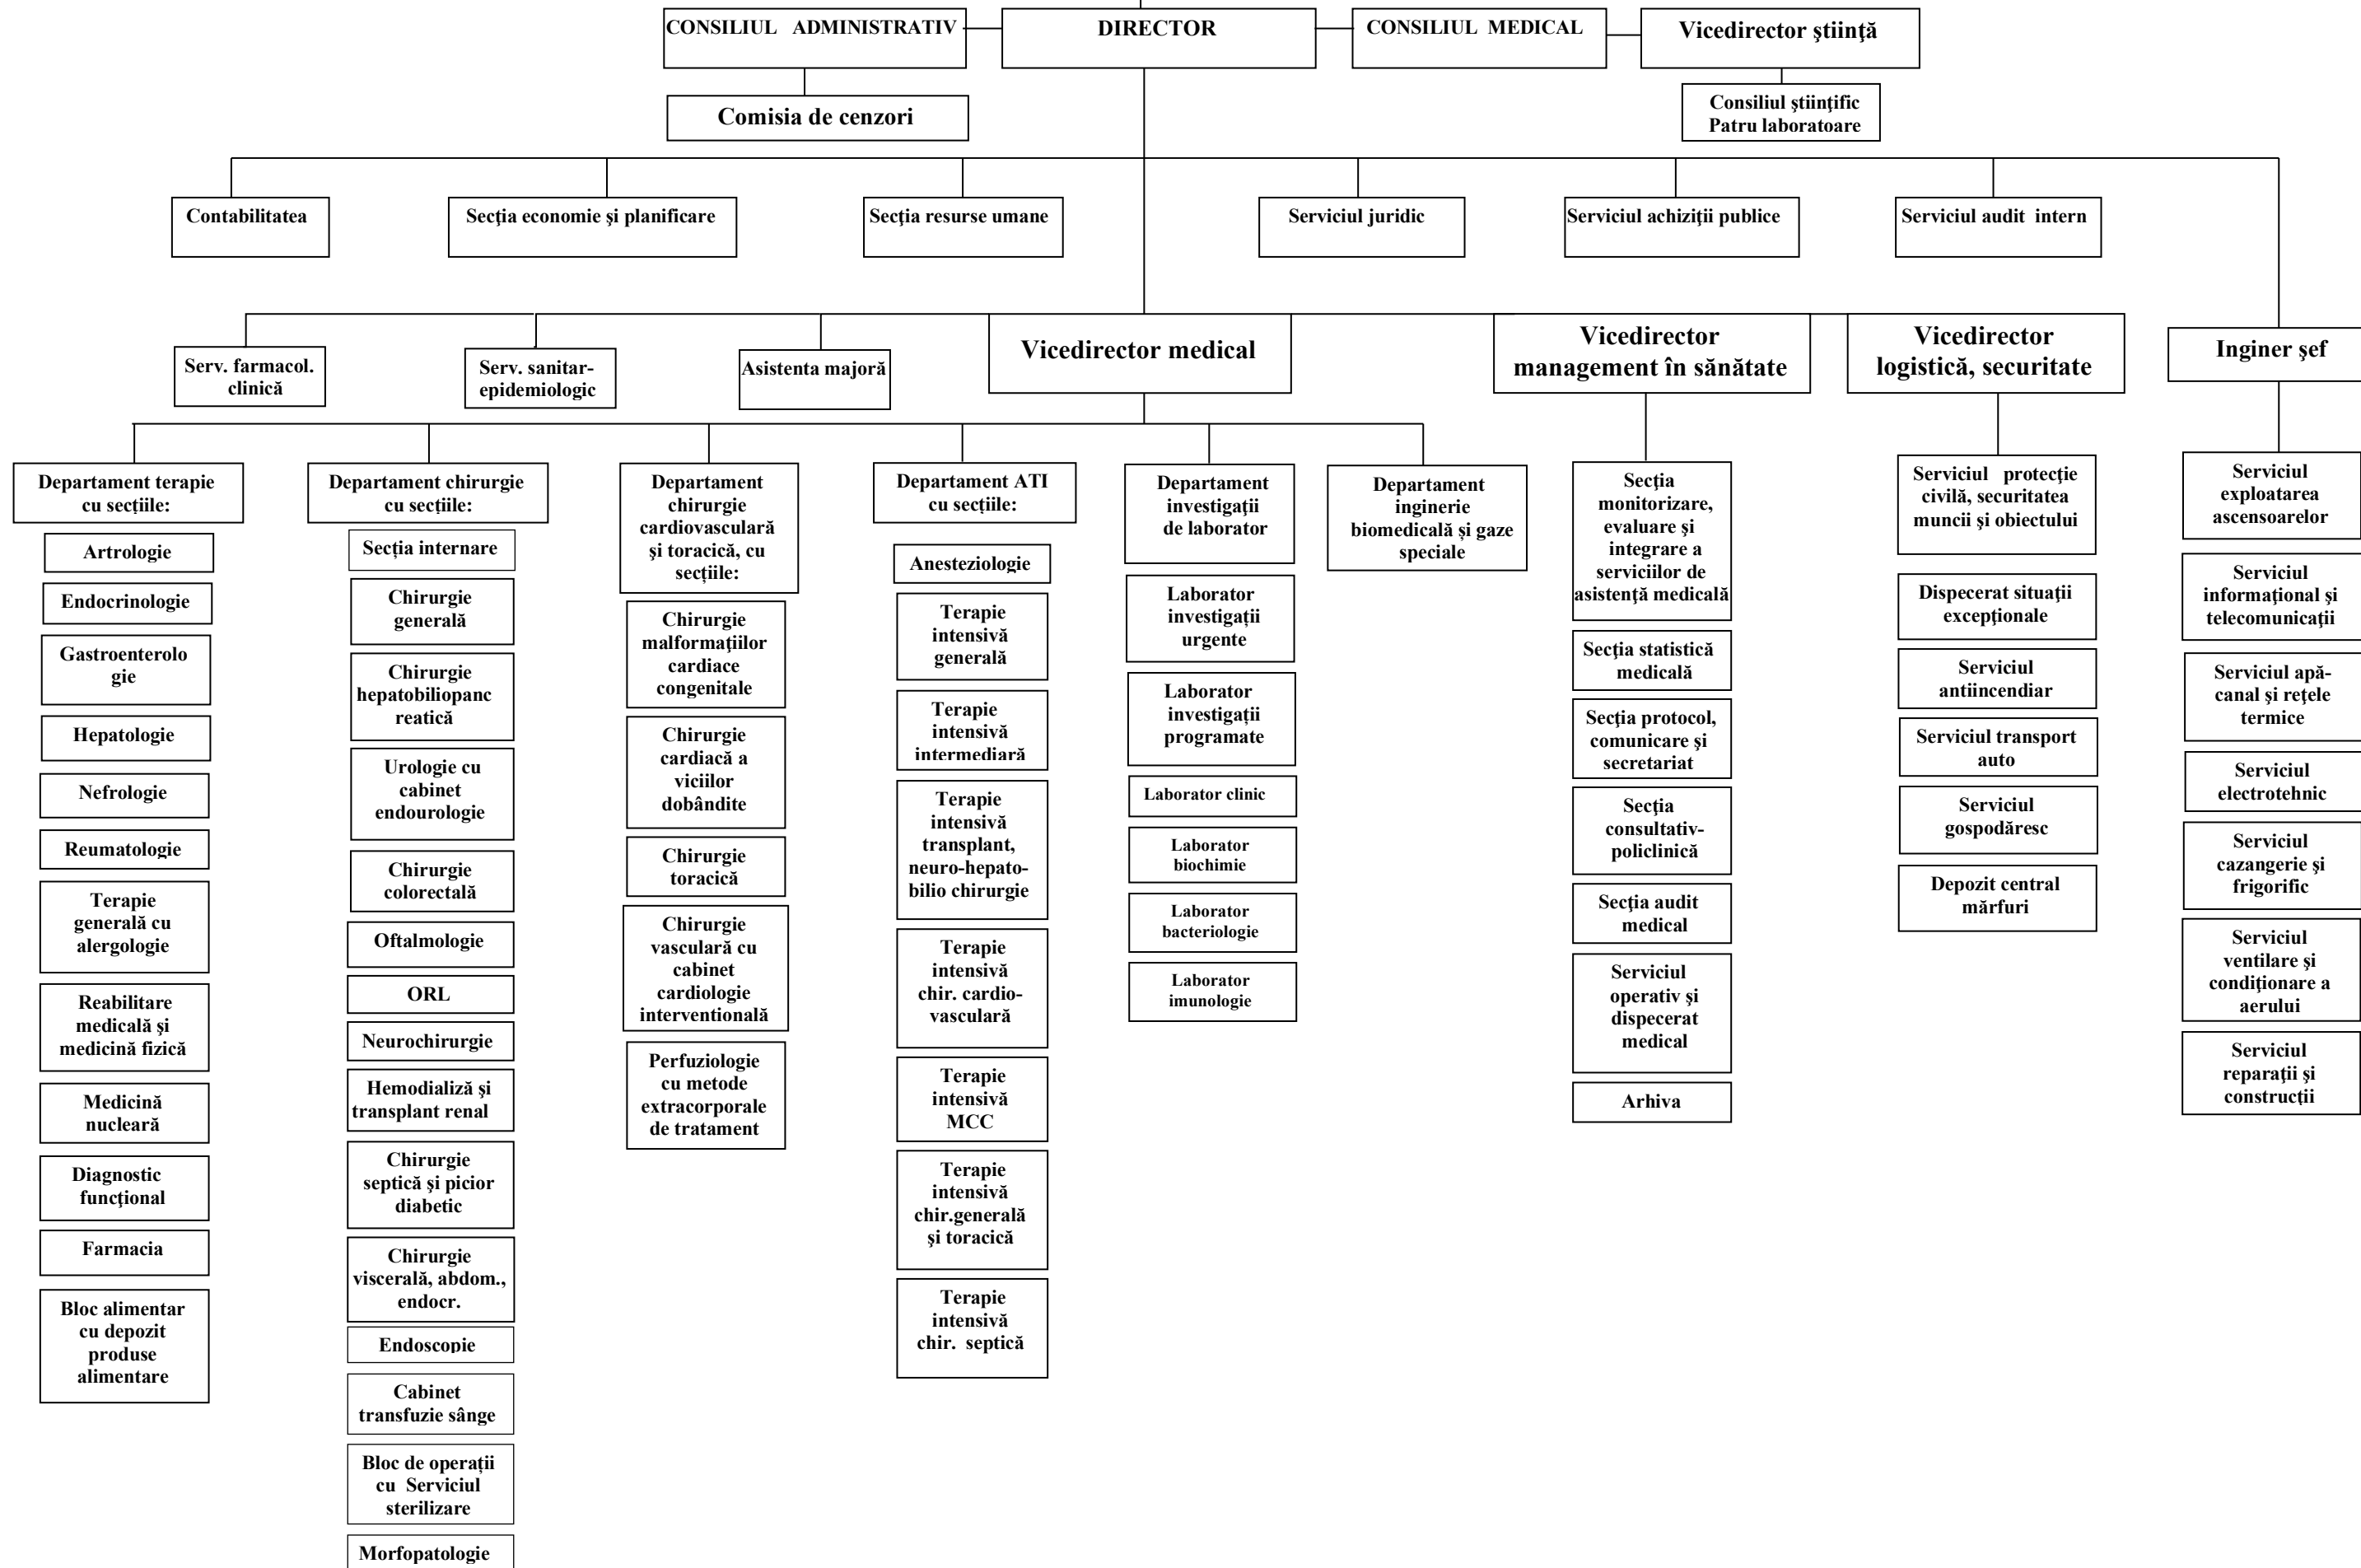 CONSILIUL ADMINISTRATIV
DIRECTOR
CONSILIUL MEDICAL
Vicedirector ştiinţă
Comisia de cenzori
Consiliul ştiinţific
Patru laboratoare
Contabilitatea
Secţia economie şi planificare
Secţia resurse umane
Serviciul juridic
Serviciul achiziţii publice
Serviciul audit intern
Serv. farmacol.
clinică
Serv. sanitar-
epidemiologic
Asistenta majoră
Vicedirector medical
Vicedirector
management în sănătate
Vicedirector
logistică, securitate
Inginer şef
Departament terapie
cu secţiile:
Artrologie
Endocrinologie
Gastroenterolo
gie
Hepatologie
Nefrologie
Reumatologie
Terapie
generală cu
alergologie
Reabilitare
medicală şi
medicină fizică
Medicină
nucleară
Diagnostic
funcţional
Farmacia
Bloc alimentar
cu depozit
produse
alimentare
Departament chirurgie
cu secţiile:
Secția internare
Chirurgie
generală
Chirurgie
hepatobiliopanc
reatică
Urologie cu
cabinet
endourologie
Chirurgie
colorectală
Oftalmologie
ORL
Neurochirurgie
Hemodializă şi
transplant renal
Chirurgie
septică şi picior
diabetic
Chirurgie
viscerală, abdom.,
endocr.
Endoscopie
Cabinet
transfuzie sânge
Bloc de operații
cu Serviciul
sterilizare
Morfopatologie
Departament
chirurgie
cardiovasculară
şi toracică, cu
secțiile:
Chirurgie
malformaţiilor
cardiace
congenitale
Chirurgie
cardiacă a
viciilor
dobândite
Chirurgie
toracică
Chirurgie
vasculară cu
cabinet
cardiologie
interventională
Perfuziologie
cu metode
extracorporale
de tratament
Departament ATI
cu secţiile:
Anesteziologie
Terapie
intensivă
generală
Terapie
intensivă
intermediară
Terapie
intensivă
transplant,
neuro-hepato-
bilio chirurgie
Terapie
intensivă
chir. cardio-
vasculară
Terapie
intensivă
MCC
Terapie
intensivă
chir.generală
şi toracică
Terapie
intensivă
chir. septică
Departament
investigaţii
de laborator
Laborator
investigații
urgente
Laborator
investigații
programate
Laborator clinic
Laborator
biochimie
Laborator
bacteriologie
Laborator
imunologie
Departament
inginerie
biomedicală și gaze
speciale
Secţia
monitorizare,
evaluare şi
integrare a
serviciilor de
asistenţă medicală
Secţia statistică
medicală
Secţia protocol,
comunicare şi
secretariat
Secţia
consultativ-
policlinică
Secţia audit
medical
Serviciul
operativ şi
dispecerat
medical
Arhiva
Serviciul protecţie
civilă, securitatea
muncii şi obiectului
Dispecerat situaţii
excepţionale
Serviciul
antiincendiar
Serviciul transport
auto
Serviciul
gospodăresc
Depozit central
mărfuri
Serviciul
exploatarea
ascensoarelor
Serviciul
informaţional şi
telecomunicaţii
Serviciul apă-
canal şi reţele
termice
Serviciul
electrotehnic
Serviciul
cazangerie şi
frigorific
Serviciul
ventilare şi
condiţionare a
aerului
Serviciul
reparaţii şi
construcţii